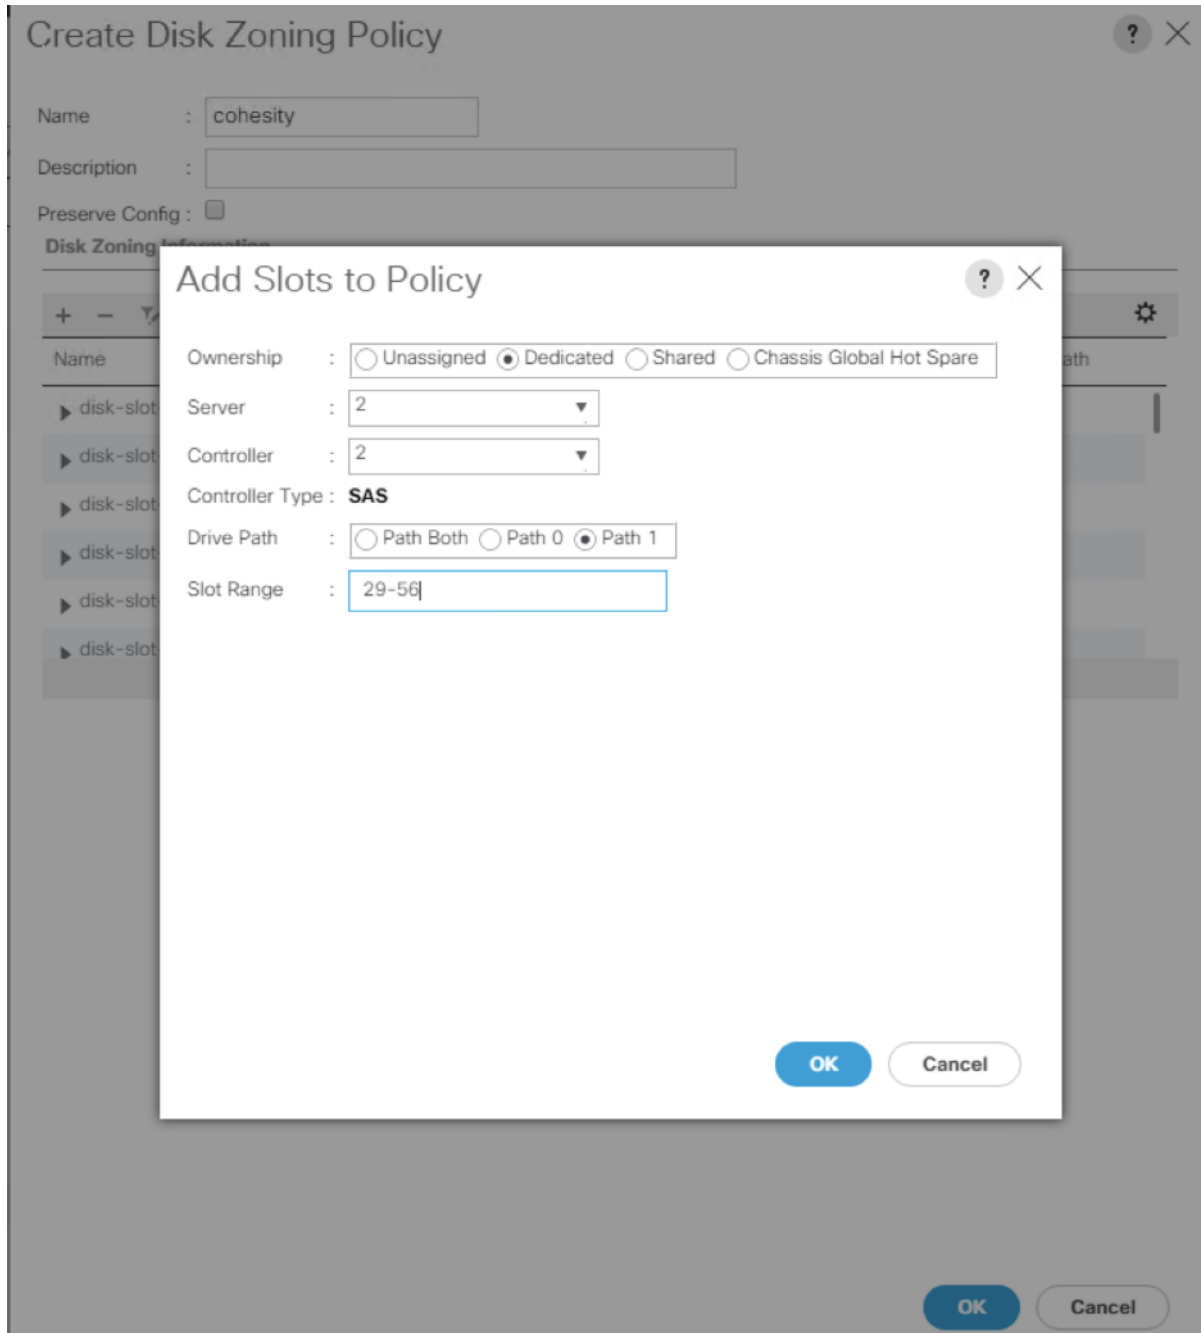 Create Disk Zoning Policy ?
Name : cohesity
Description :
Preserve Config :
Disk Zoning Information
+ −
Name ath
disk-slot
disk-slot
disk-slot
disk-slot
disk-slot
disk-slot
Add Slots to Policy ?
Ownership : Unassigned Dedicated Shared Chassis Global Hot Spare
Server : 2
Controller : 2
Controller Type : SAS
Drive Path : Path Both Path 0 Path 1
Slot Range : 29-56
OK Cancel
OK Cancel